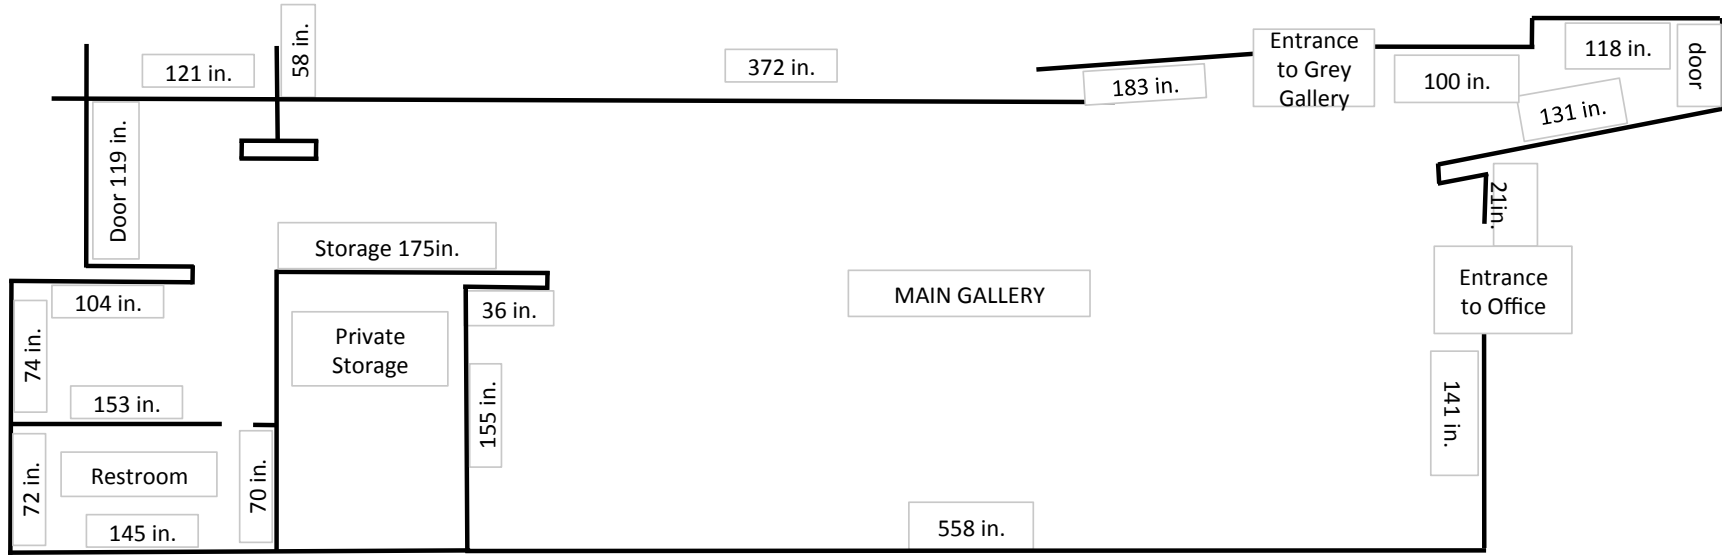 58 in.
121 in.
372 in.
183 in.
Entrance
to Grey
Gallery
100 in.
118 in.
door
131 in.
Door 119 in.
21in.
Storage 175in.
Entrance
to Office
MAIN GALLERY
104 in.
36 in.
Private
Storage
74 in.
153 in.
155 in.
141 in.
Restroom
72 in.
70 in.
145 in.
558 in.